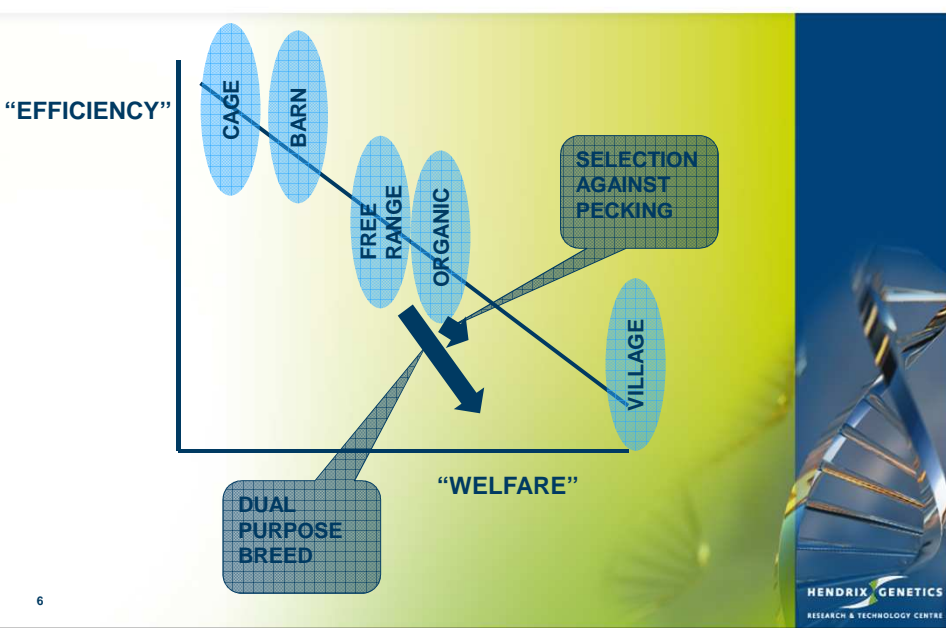 “EFFICIENCY”
CAGE
BARN
FREE
RANGE
ORGANIC
SELECTION
AGAINST
PECKING
VILLAGE
“WELFARE”
DUAL
PURPOSE
BREED
6
HENDRIX GENETICS
RESEARCH & TECHNOLOGY CENTRE